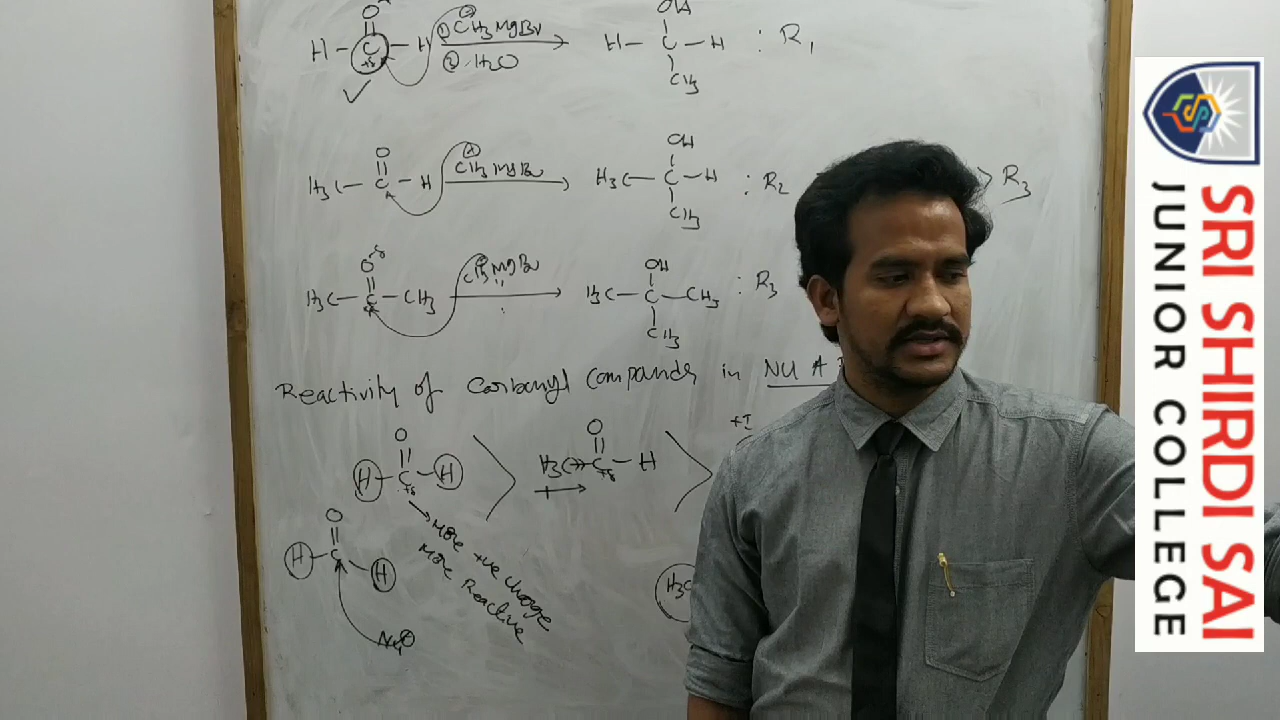 OH
O
H - C - H ① CH3MgBr ② H2O H - C - H : R1
+δ
CH3
O
OH
H3C - C - H CH3MgBr H3C - C - H : R2 > R3
CH3
O
OH
H3C - C - CH3 CH3MgBr H3C - C - CH3 : R3
CH3
Reactivity of Carbonyl Compounds in NU A
O
O
+I
H - C - H > H3C - C - H >
+δ
+δ
O
H - C - H
More +ve charge
More Reactive
H3C
Nu
SRI SHIRDI SAI
JUNIOR COLLEGE